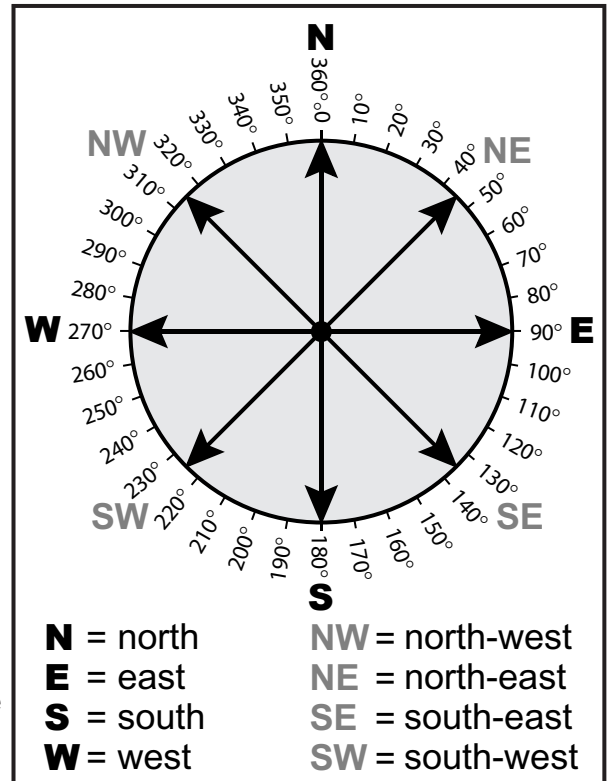 N
360°,0
10°
20°
30°
40°
NE
50°
60°
70°
80°
90° E
100°
110°
120°
130°
SE
140°
150°
160°
170°
180°
S
190°
200°
210°
220°
SW
230°
240°
250°
260°
W 270°
280°
290°
300°
310°
NW 320°
330°
340°
350°
N = north
E = east
S = south
W = west
NW = north-west
NE = north-east
SE = south-east
SW = south-west